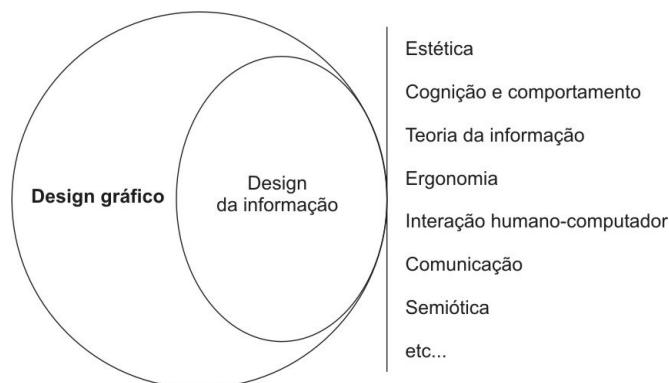 Design gráfico
Design
da informação
Estética
Cognição e comportamento
Teoria da informação
Ergonomia
Interação humano-computador
Comunicação
Semiótica
etc...